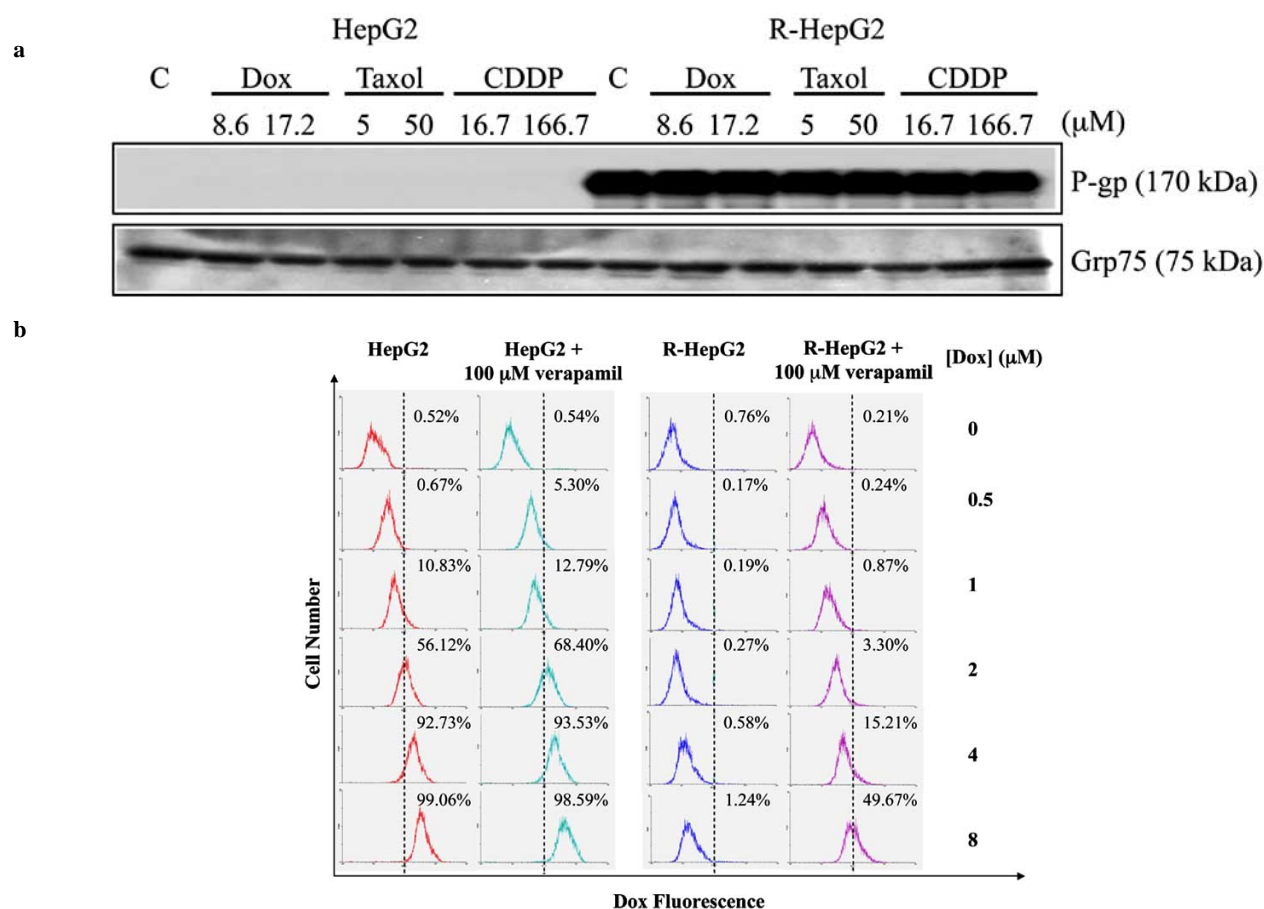 a
HepG2 R-HepG2
C Dox Taxol CDDP C Dox Taxol CDDP
8.6 17.2 5 50 16.7 166.7 8.6 17.2 5 50 16.7 166.7 (μM)
P-gp (170 kDa)
Grp75 (75 kDa)
b
HepG2 HepG2 + 100 μM verapamil R-HepG2 R-HepG2 + 100 μM verapamil [Dox] (μM)
0.52% 0.54% 0.76% 0.21% 0
0.67% 5.30% 0.17% 0.24% 0.5
10.83% 12.79% 0.19% 0.87% 1
56.12% 68.40% 0.27% 3.30% 2
92.73% 93.53% 0.58% 15.21% 4
99.06% 98.59% 1.24% 49.67% 8
Cell Number
Dox Fluorescence